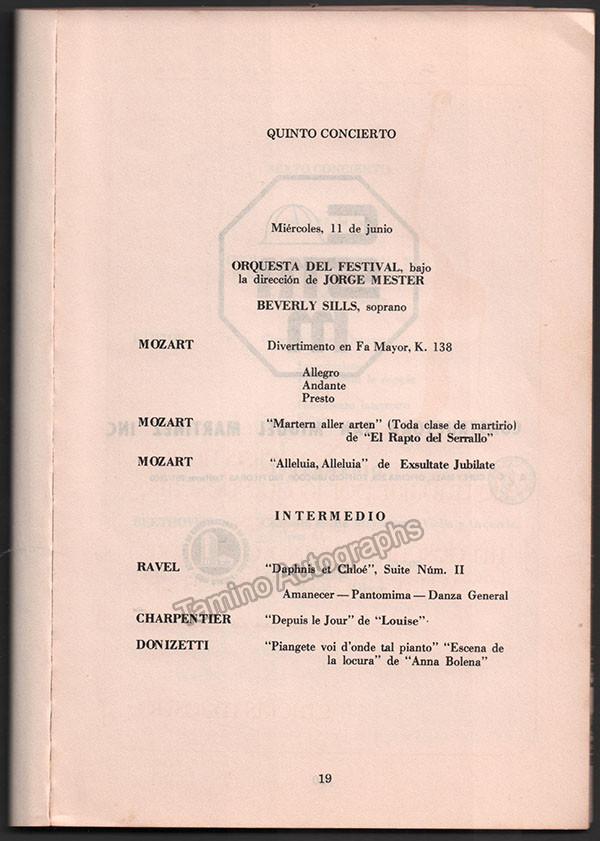 QUINTO CONCIERTO
Miércoles, 11 de junio
ORQUESTA DEL FESTIVAL, bajo
la dirección de JORGE MESTER
BEVERLY SILLS, soprano
MOZART Divertimento en Fa Mayor, K. 138
Allegro
Andante
Presto
MOZART "Martern aller arten" (Toda clase de martirio)
de "El Rapto del Serrallo"
MOZART "Alleluia, Alleluia" de Exsultate Jubilate
INTERMEDIO
RAVEL "Daphnis et Chloé", Suite Núm. II
Amanecer — Pantomima — Danza General
CHARPENTIER "Depuis le Jour" de "Louise".
DONIZETTI "Piangete voi d'onde tal pianto" "Escena de
la locura" de "Anna Bolena"
Tamino Autographs
19